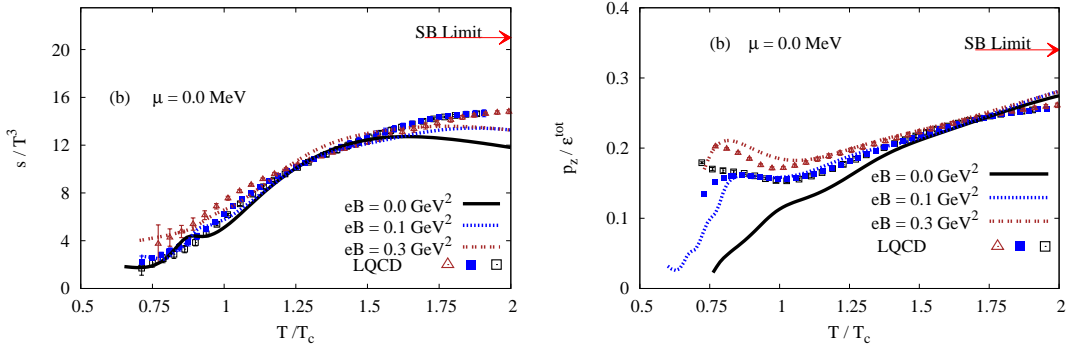 SB Limit
(b) μ = 0.0 MeV
s / T³
24
20
16
12
8
4
0
eB = 0.0 GeV²
eB = 0.1 GeV²
eB = 0.3 GeV²
LQCD
0.5 0.75 1 1.25 1.5 1.75 2
T /T_c
(b) μ = 0.0 MeV
SB Limit
p_z / ε^tot
0.4
0.3
0.2
0.1
0
eB = 0.0 GeV²
eB = 0.1 GeV²
eB = 0.3 GeV²
LQCD
0.5 0.75 1 1.25 1.5 1.75 2
T / T_c